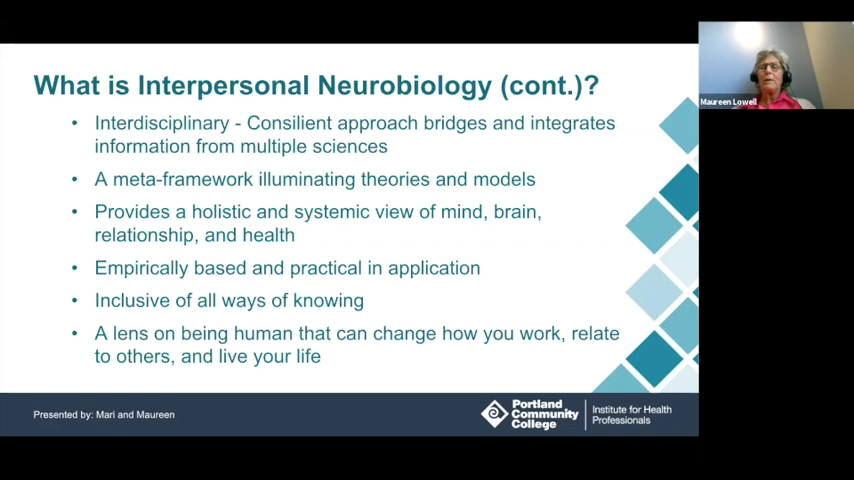 What is Interpersonal Neurobiology (cont.)?
• Interdisciplinary - Consilient approach bridges and integrates
information from multiple sciences
• A meta-framework illuminating theories and models
• Provides a holistic and systemic view of mind, brain,
relationship, and health
• Empirically based and practical in application
• Inclusive of all ways of knowing
• A lens on being human that can change how you work, relate
to others, and live your life
Presented by: Mari and Maureen
Portland
Community
College
Institute for Health
Professionals
Maureen Lowell